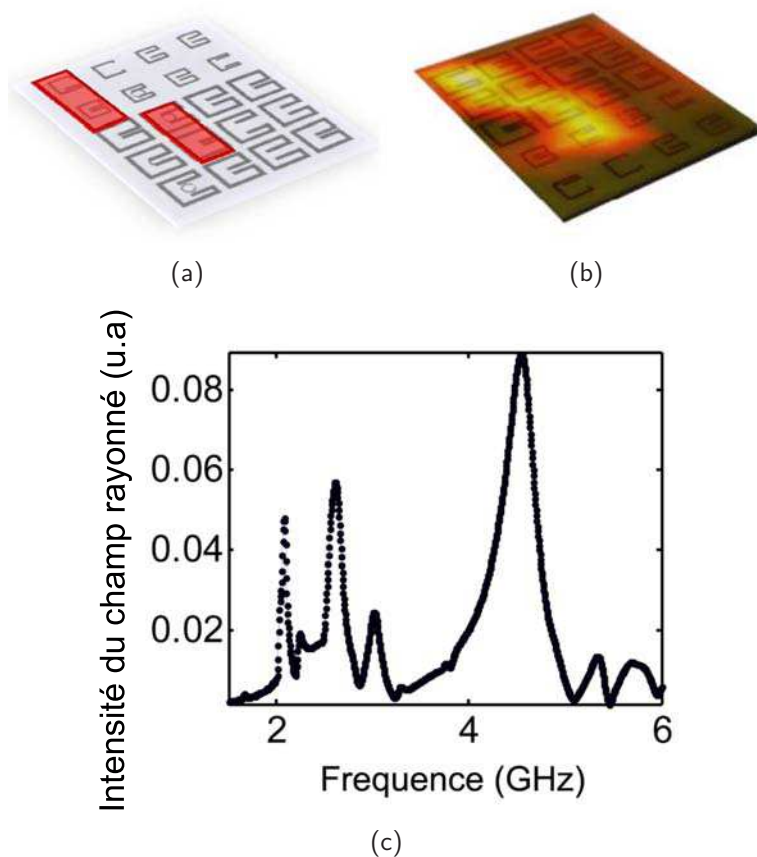 (a)
(b)
Intensité du champ rayonné (u.a)
0.08
0.06
0.04
0.02
2
4
6
Frequence (GHz)
(c)